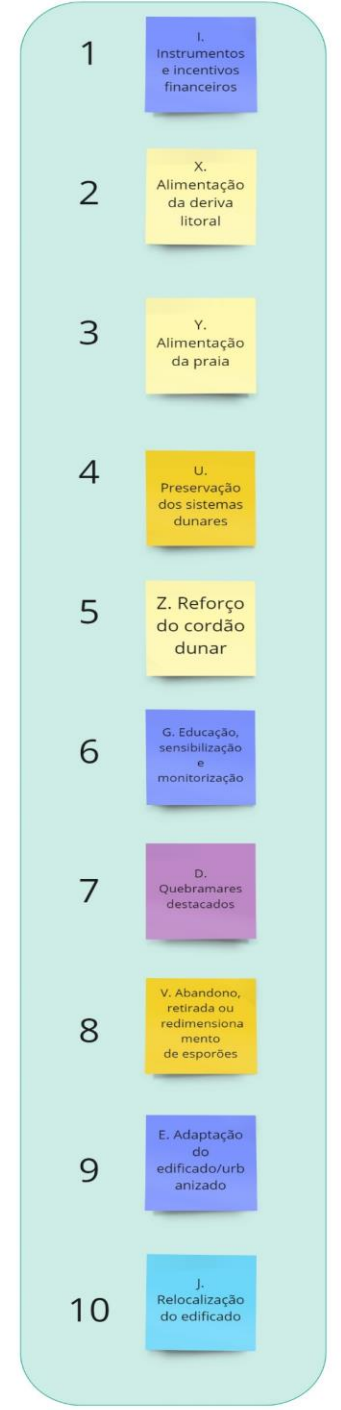 1
I.
Instrumentos
e incentivos
financeiros
2
X.
Alimentação
da deriva
litoral
3
Y.
Alimentação
da praia
4
U.
Preservação
dos sistemas
dunares
5
Z. Reforço
do cordão
dunar
6
G. Educação,
sensibilização
e
monitorização
7
D.
Quebramares
destacados
8
V. Abandono,
retirada ou
redimensiona
mento
de esporões
9
E. Adaptação
do
edificado/urb
anizado
10
J.
Relocalização
do edificado